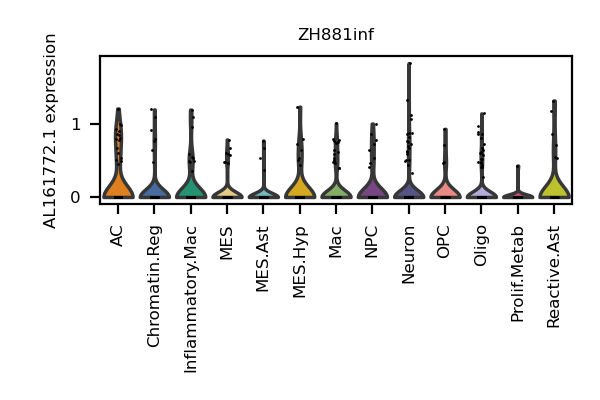 ZH881inf
AL161772.1 expression
1
0
AC
Chromatin.Reg
Inflammatory.Mac
MES
MES.Ast
MES.Hyp
Mac
NPC
Neuron
OPC
Oligo
Prolif.Metab
Reactive.Ast